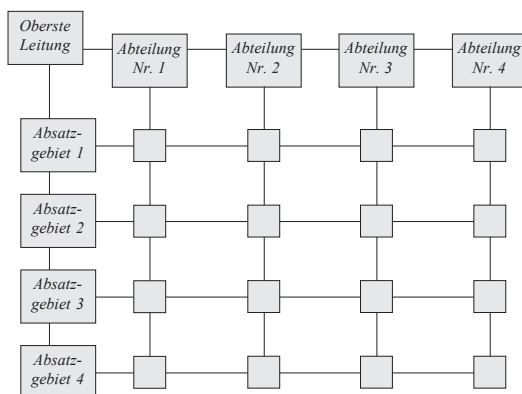 Oberste
Leitung
Abteilung
Nr. 1
Abteilung
Nr. 2
Abteilung
Nr. 3
Abteilung
Nr. 4
Absatz-
gebiet 1
Absatz-
gebiet 2
Absatz-
gebiet 3
Absatz-
gebiet 4